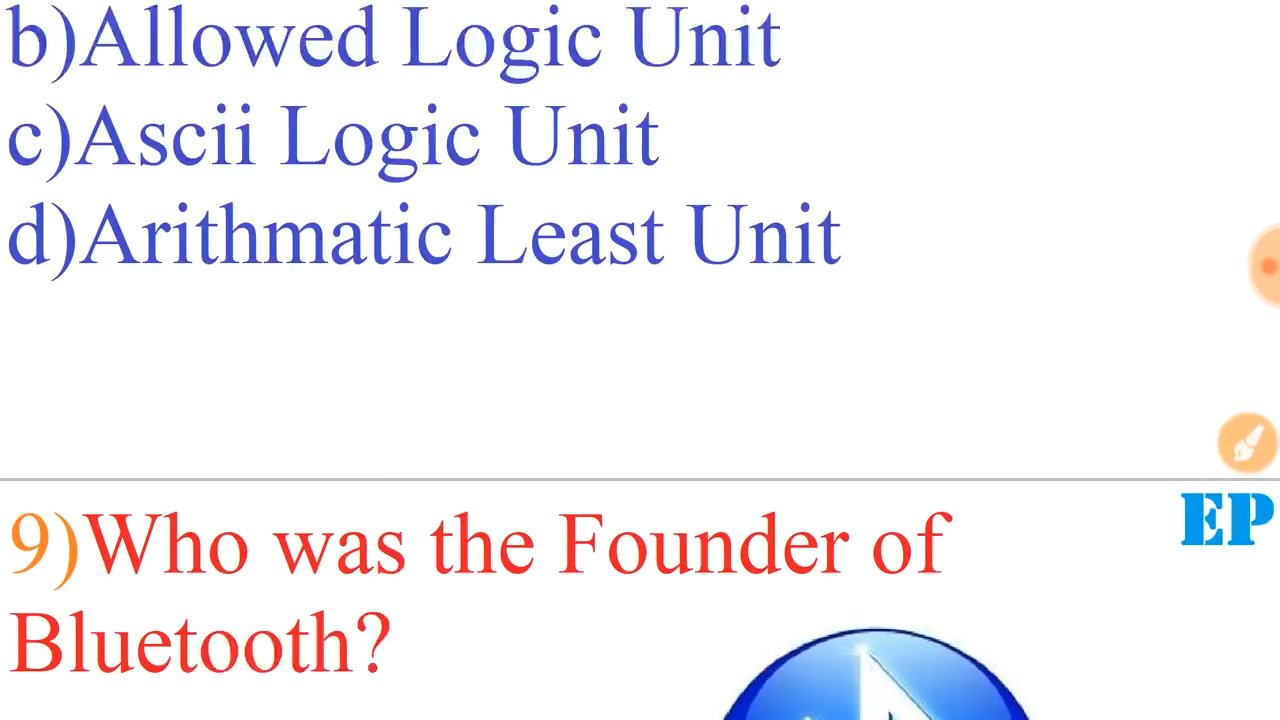 b)Allowed Logic Unit
c)Ascii Logic Unit
d)Arithmatic Least Unit
EP
9)Who was the Founder of
Bluetooth?